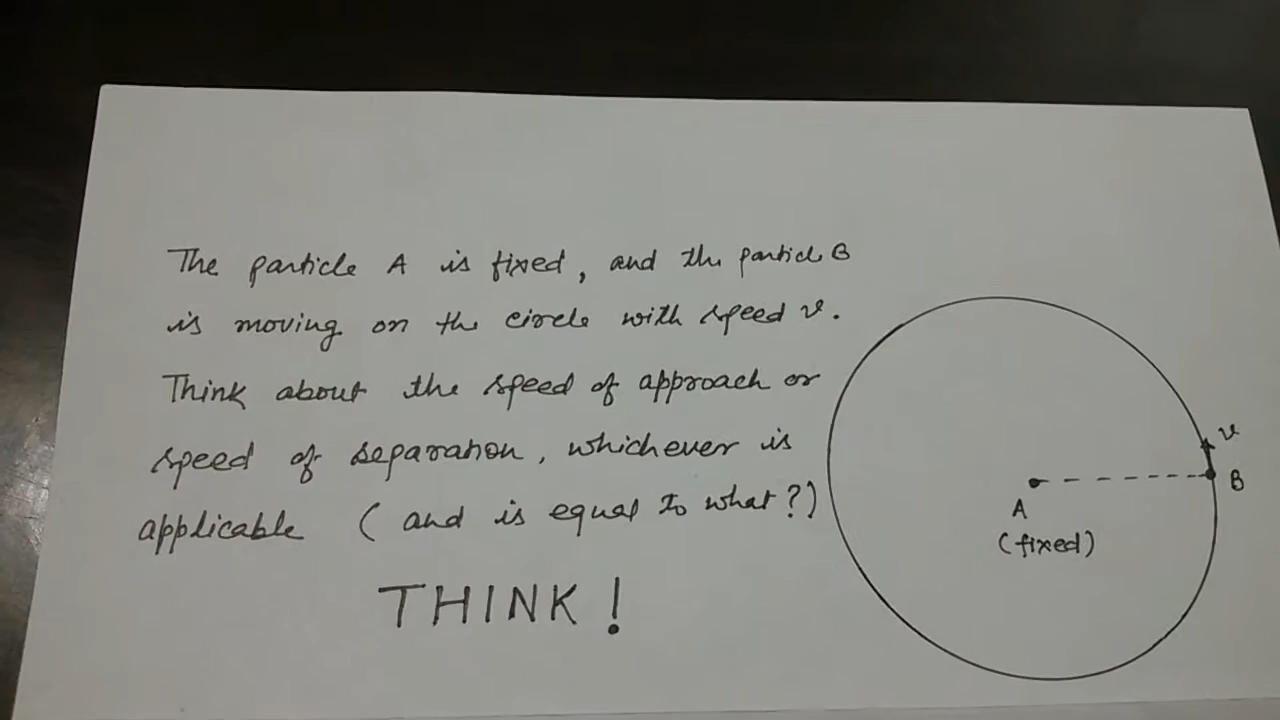 The particle A is fixed, and the particle B
is moving on the circle with speed v.
Think about the speed of approach or
speed of separation, whichever is
applicable (and is equal to what?)
THINK!
v
B
A
(fixed)